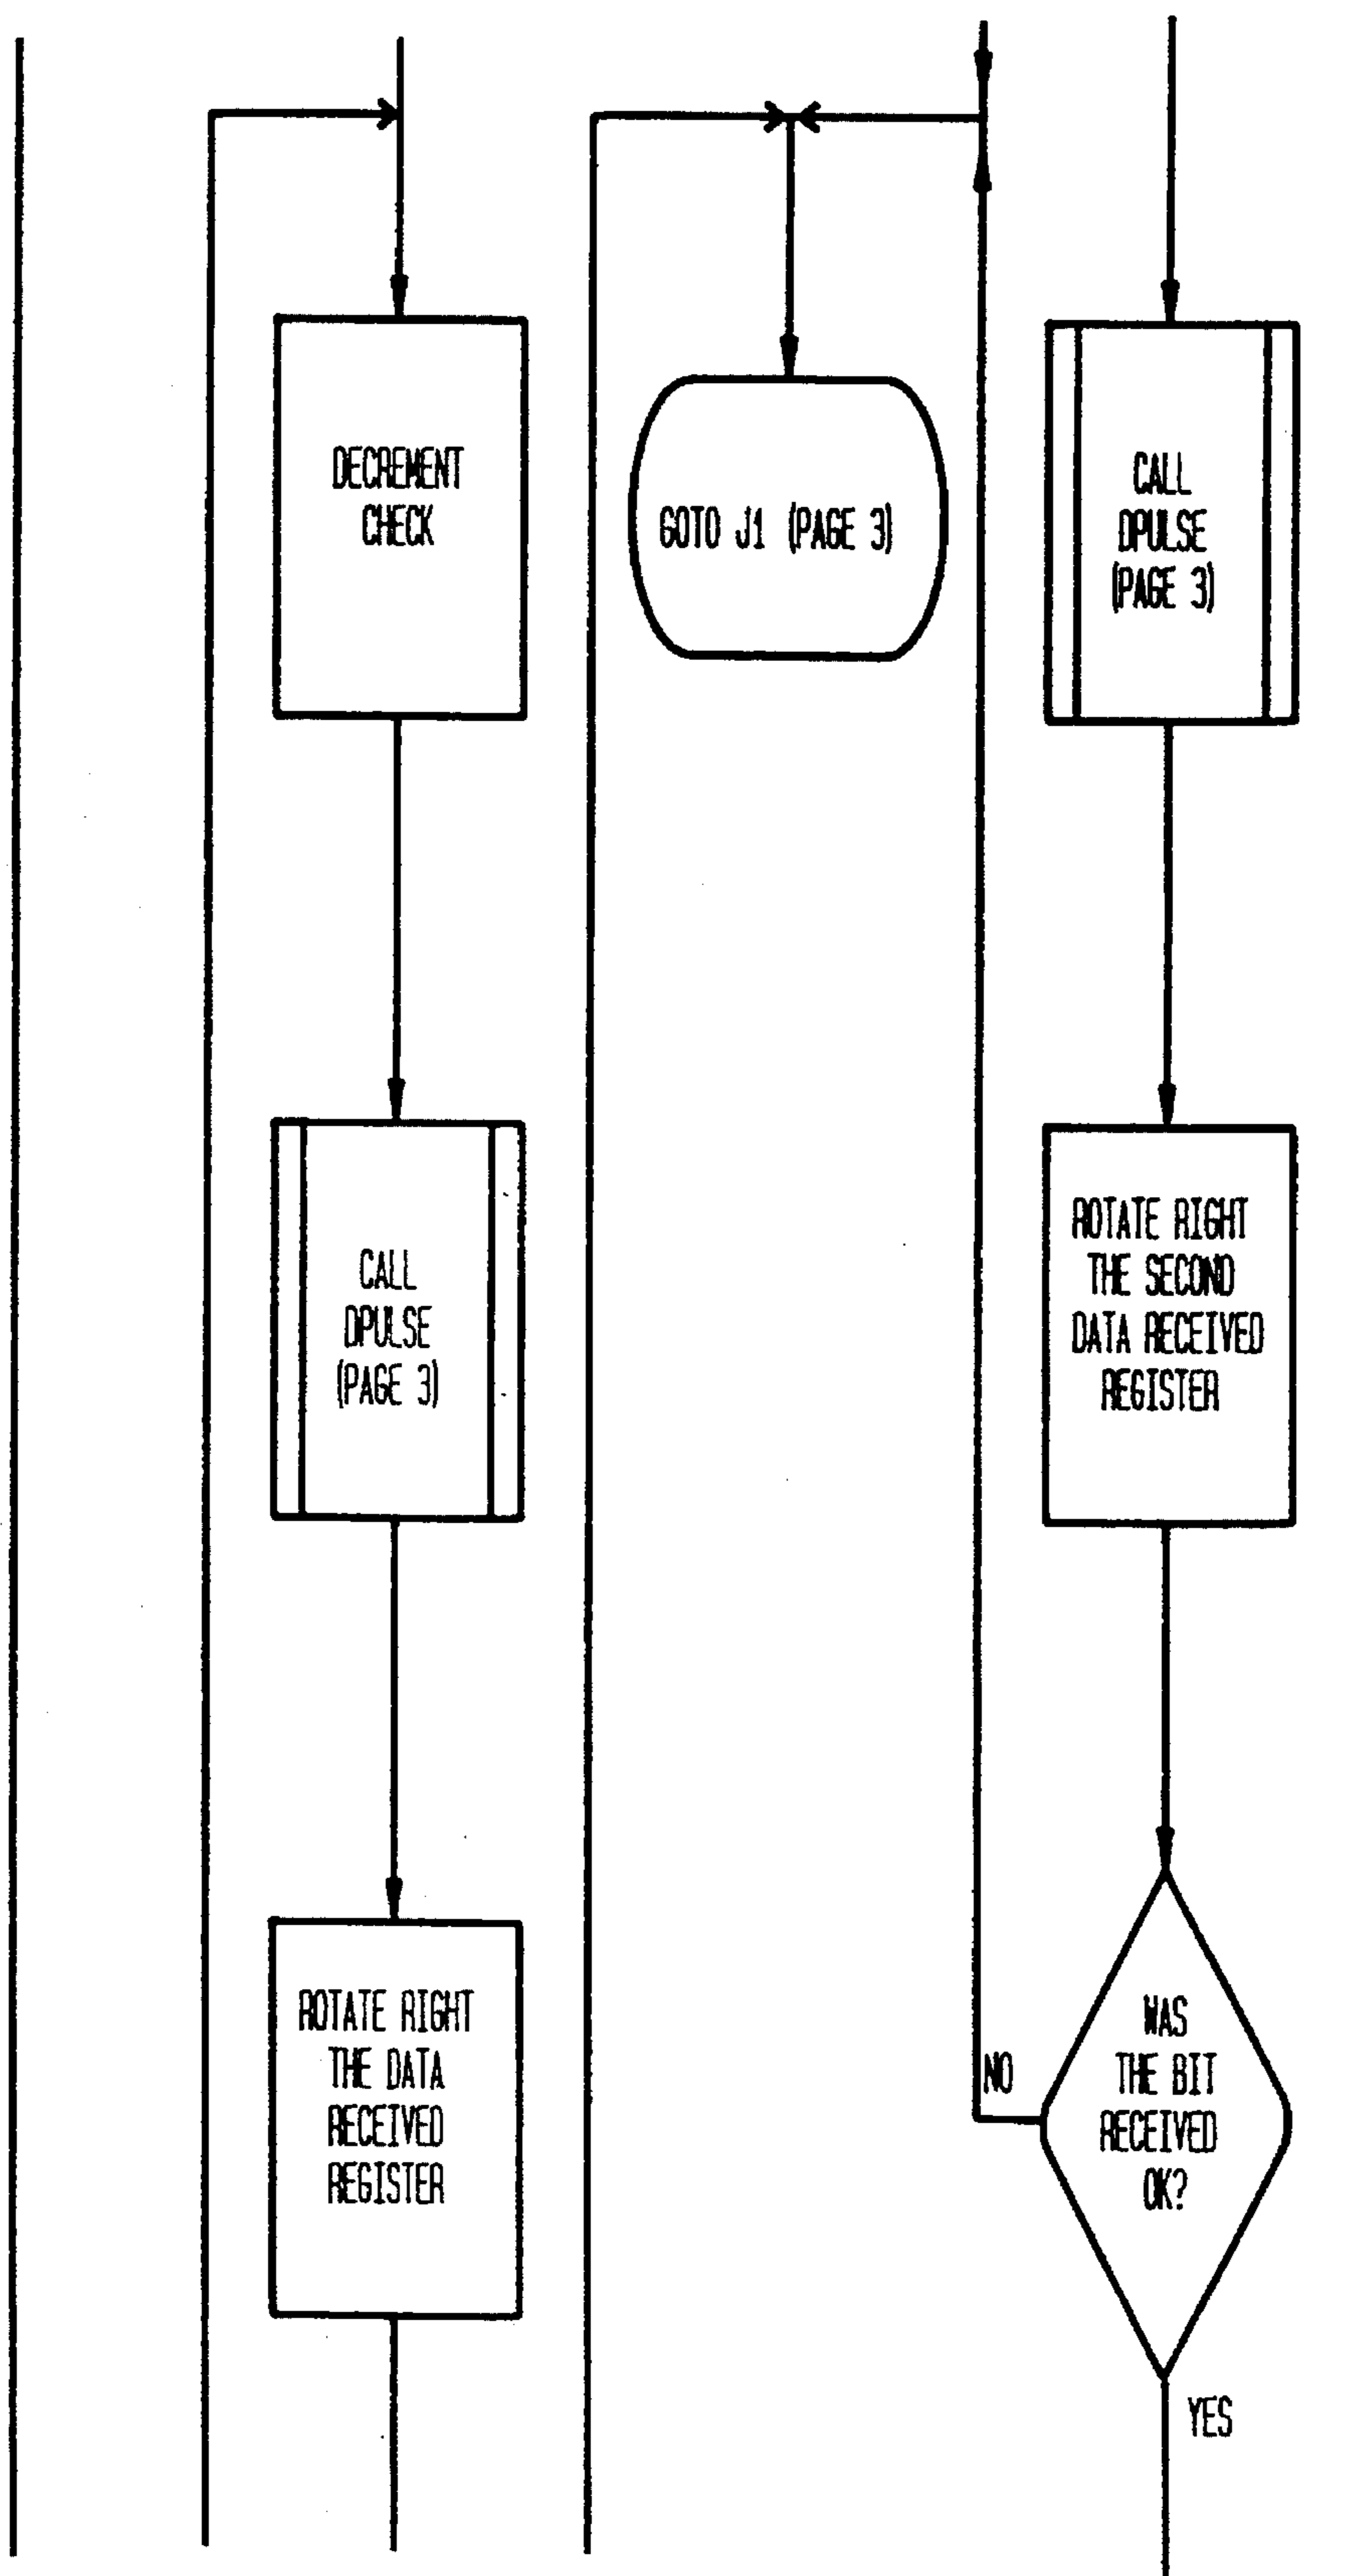 DECREMENT
CHECK
CALL
DPULSE
(PAGE 3)
ROTATE RIGHT
THE DATA
RECEIVED
REGISTER
GOTO J1 (PAGE 3)
CALL
DPULSE
(PAGE 3)
ROTATE RIGHT
THE SECOND
DATA RECEIVED
REGISTER
WAS
THE BIT
RECEIVED
OK?
NO
YES